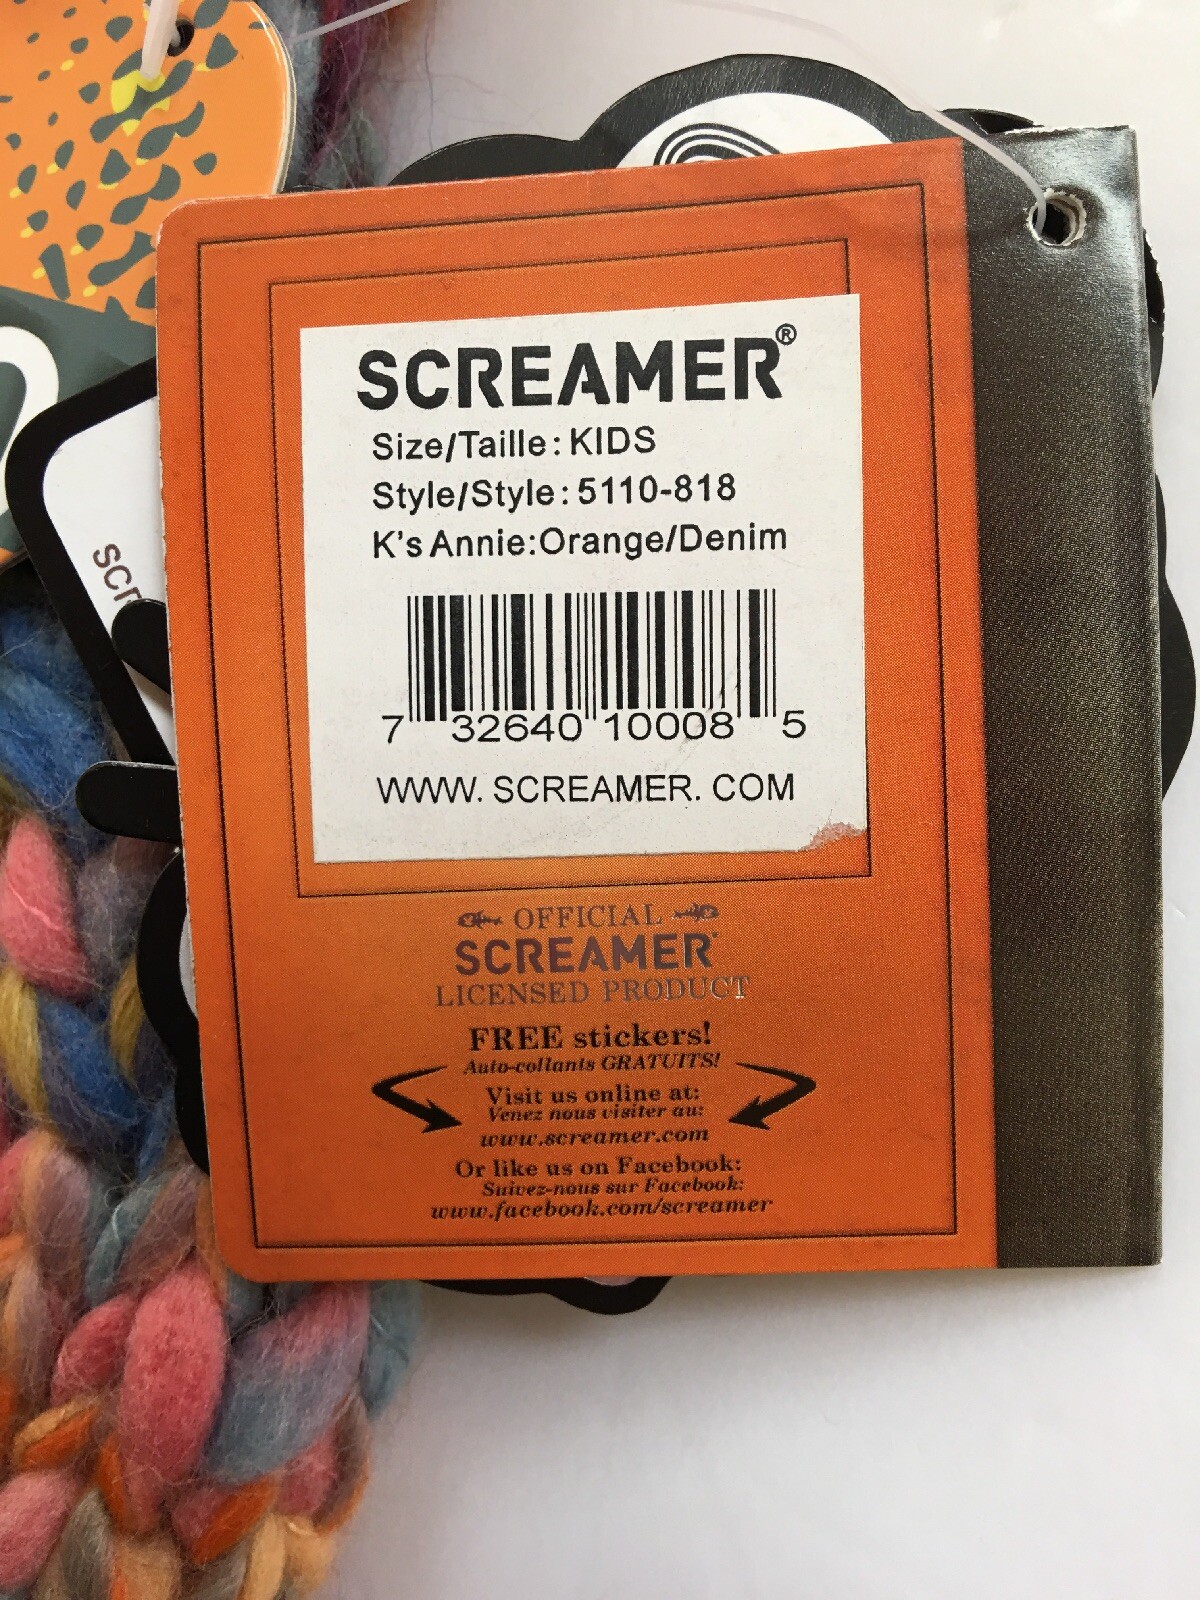 SCREAMER®
Size/Taille: KIDS
Style/Style: 5110-818
K's Annie:Orange/Denim
7 32640 10008 5
WWW. SCREAMER. COM
OFFICIAL
SCREAMER
LICENSED PRODUCT
FREE stickers!
Auto-collants GRATUITS!
Visit us online at:
Venez nous visiter au:
www.screamer.com
Or like us on Facebook:
Suivez-nous sur Facebook:
www.facebook.com/screamer
SCR